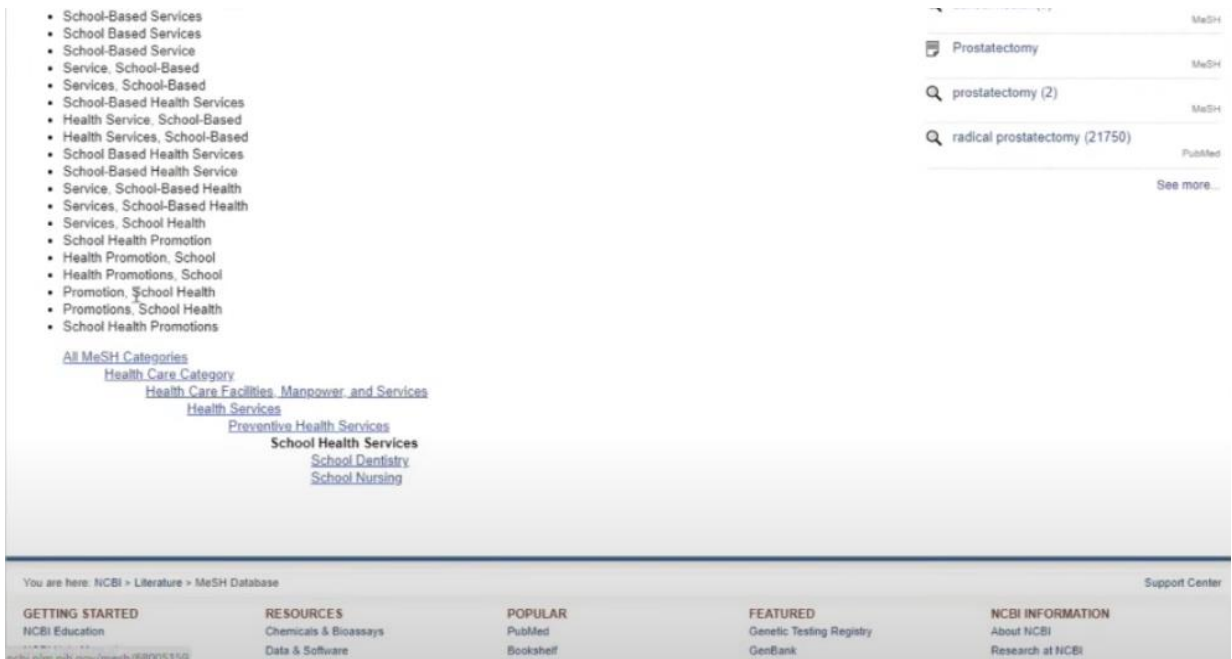 School-Based Services
School Based Services
School-Based Service
Service, School-Based
Services, School-Based
School-Based Health Services
Health Service, School-Based
Health Services, School-Based
School Based Health Services
School-Based Health Service
Service, School-Based Health
Services, School-Based Health
Services, School Health
School Health Promotion
Health Promotion, School
Health Promotions, School
Promotion, School Health
Promotions, School Health
School Health Promotions
All MeSH Categories
Health Care Category
Health Care Facilities, Manpower, and Services
Health Services
Preventive Health Services
School Health Services
School Dentistry
School Nursing
MeSH
Prostatectomy
MeSH
prostatectomy (2)
MeSH
radical prostatectomy (21750)
PubMed
See more...
You are here: NCBI > Literature > MeSH Database
Support Center
GETTING STARTED
NCBI Education
RESOURCES
Chemicals & Bioassays
Data & Software
POPULAR
PubMed
Bookshelf
FEATURED
Genetic Testing Registry
GenBank
NCBI INFORMATION
About NCBI
Research at NCBI